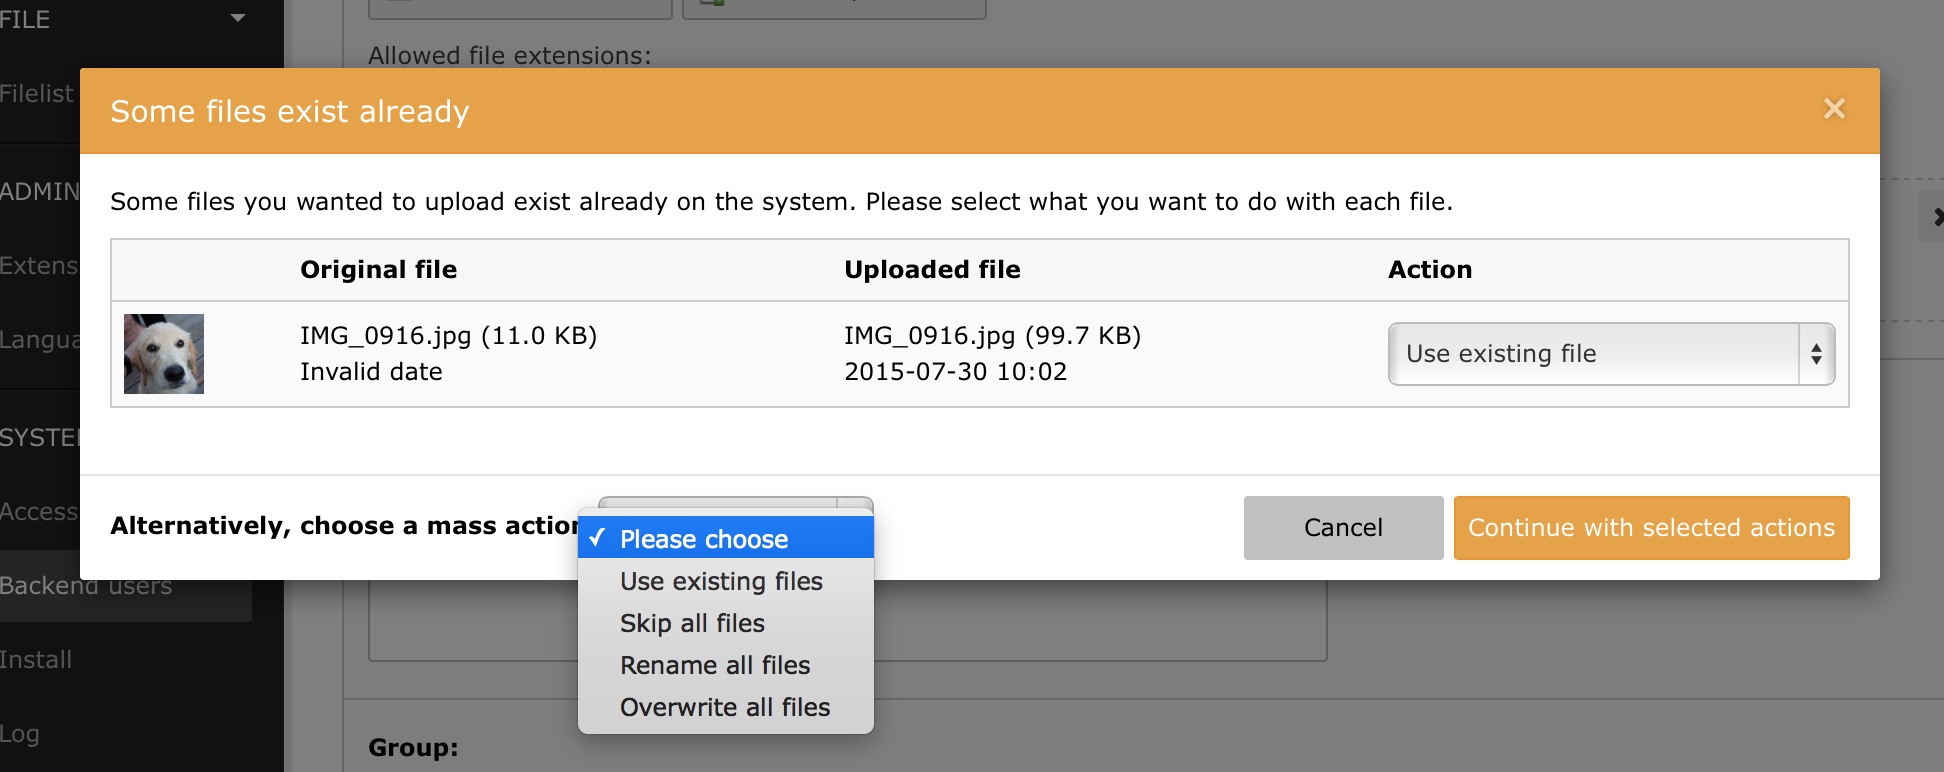 FILE
Allowed file extensions:
Filelist
Some files exist already
Some files you wanted to upload exist already on the system. Please select what you want to do with each file.
ADMIN
Original file Uploaded file Action
Extens
IMG_0916.jpg (11.0 KB) IMG_0916.jpg (99.7 KB)
Use existing file
Invalid date 2015-07-30 10:02
Langua
SYSTE
Access
Alternatively, choose a mass action
Cancel
Continue with selected actions
✓ Please choose
Use existing files
Skip all files
Rename all files
Overwrite all files
Backend users
Install
Log
Group: